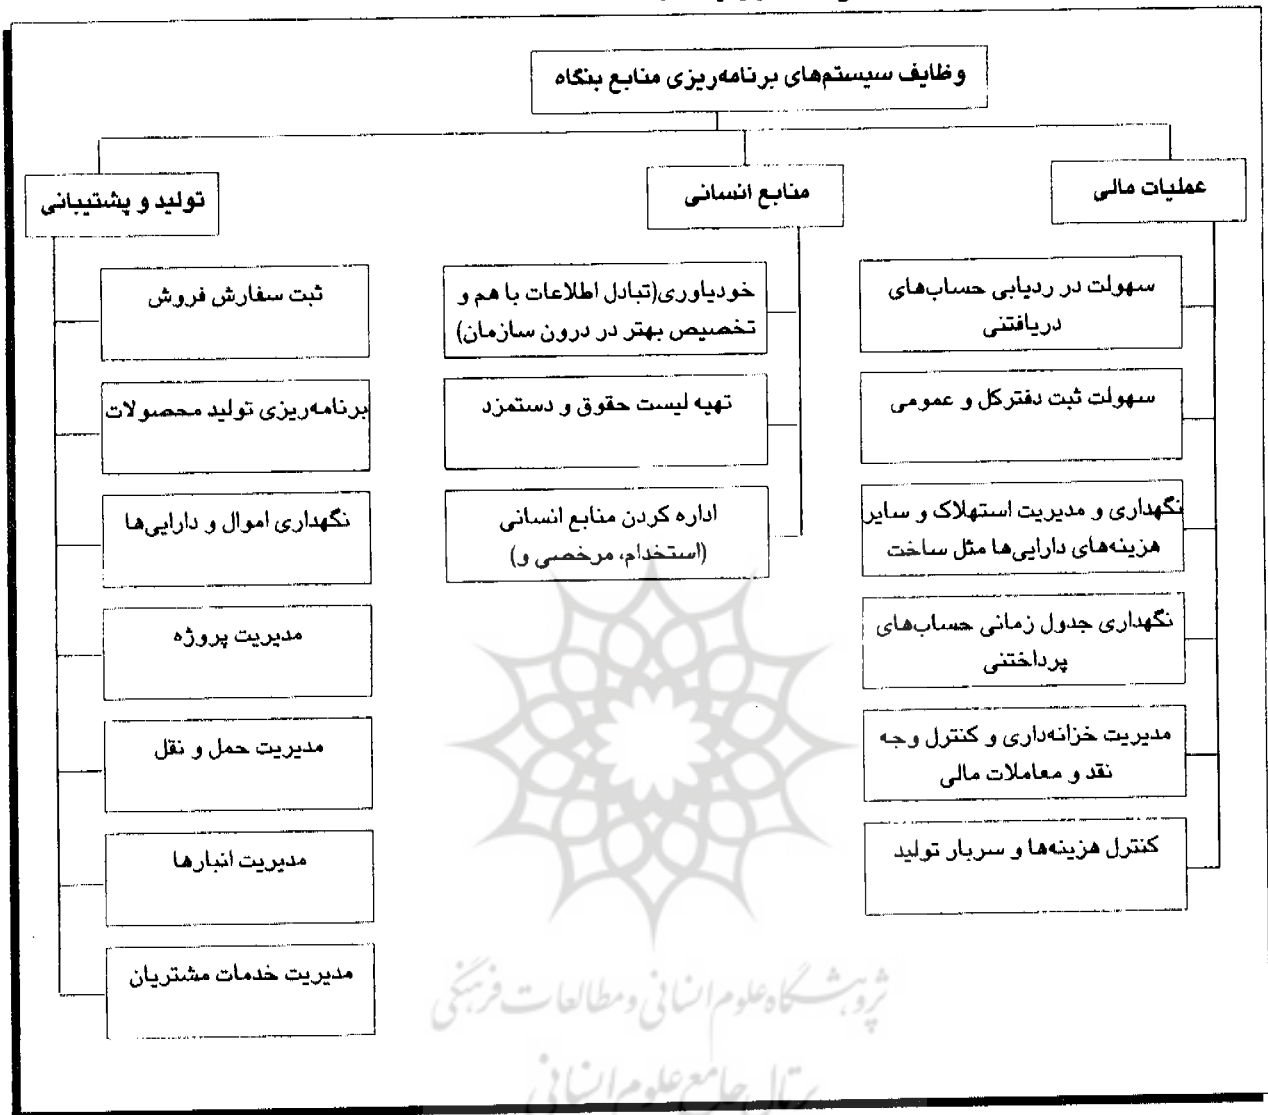 وظایف سیستم‌های برنامه‌ریزی منابع بنگاه
عملیات مالی
سهولت در ردیابی حساب‌های
دریافتنی
سهولت ثبت دفترکل و عمومی
نگهداری و مدیریت استهلاک و سایر
هزینه‌های دارایی‌ها مثل ساخت
نگهداری جدول زمانی حساب‌های
پرداختنی
مدیریت خزانه‌داری و کنترل وجه
نقد و معاملات مالی
کنترل هزینه‌ها و سربار تولید
منابع انسانی
خودیاوری(تبادل اطلاعات با هم و
تخصیص بهتر در درون سازمان)
تهیه لیست حقوق و دستمزد
اداره کردن منابع انسانی
(استخدام، مرخصی و)
تولید و پشتیبانی
ثبت سفارش فروش
برنامه‌ریزی تولید محصولات
نگهداری اموال و دارایی‌ها
مدیریت پروژه
مدیریت حمل و نقل
مدیریت انبارها
مدیریت خدمات مشتریان
پژوهشگاه علوم انسانی و مطالعات فرهنگی
پرتال جامع علوم انسانی